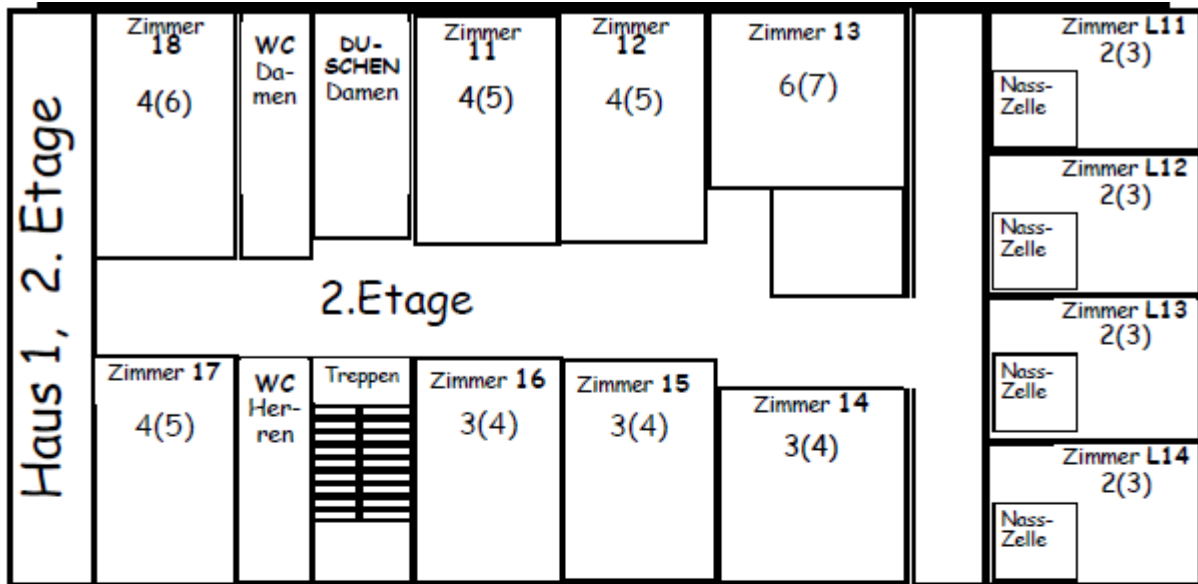 Haus 1, 2. Etage
Zimmer
18
4(6)
WC
Da-
men
DU-
SCHEN
Damen
Zimmer
11
4(5)
Zimmer
12
4(5)
Zimmer 13
6(7)
Zimmer L11
2(3)
Nass-
Zelle
Zimmer L12
2(3)
Nass-
Zelle
2.Etage
Zimmer L13
2(3)
Nass-
Zelle
Zimmer 17
4(5)
WC
Her-
ren
Treppen
Zimmer 16
3(4)
Zimmer 15
3(4)
Zimmer 14
3(4)
Zimmer L14
2(3)
Nass-
Zelle